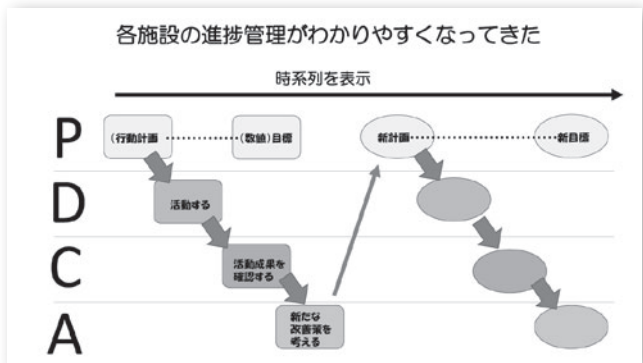 各施設の進捗管理がわかりやすくなってきた
時系列を表示
P
(行動計画
(数値)目標
新計画
新目標
D
活動する
C
活動成果を
確認する
A
新たな
改善策を
考える